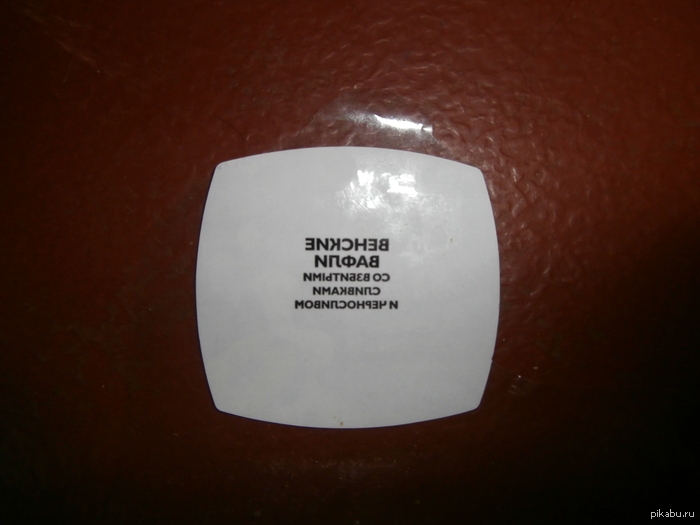 ВЕНСКИЕ
ВАФЛИ
СО ВЗБИТЫМИ
СЛИВКАМИ
И ЧЕРНОСЛИВОМ
pikabu.ru